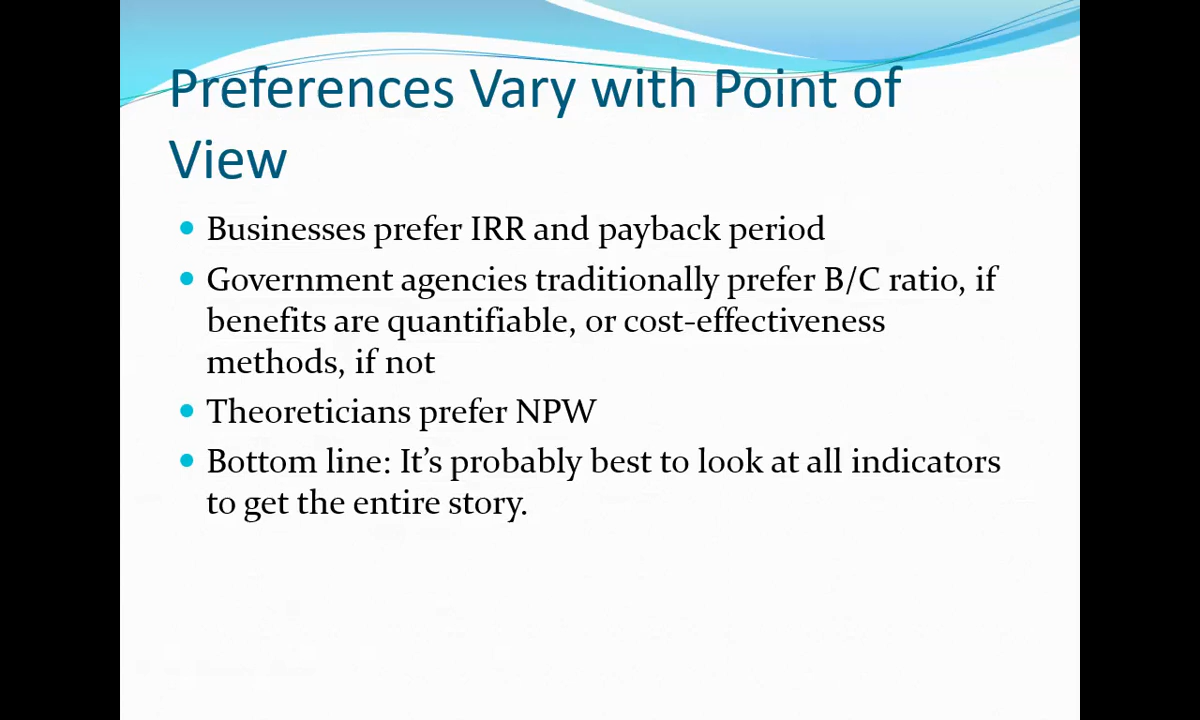 Preferences Vary with Point of
View
• Businesses prefer IRR and payback period
• Government agencies traditionally prefer B/C ratio, if
benefits are quantifiable, or cost-effectiveness
methods, if not
• Theoreticians prefer NPW
• Bottom line: It’s probably best to look at all indicators
to get the entire story.